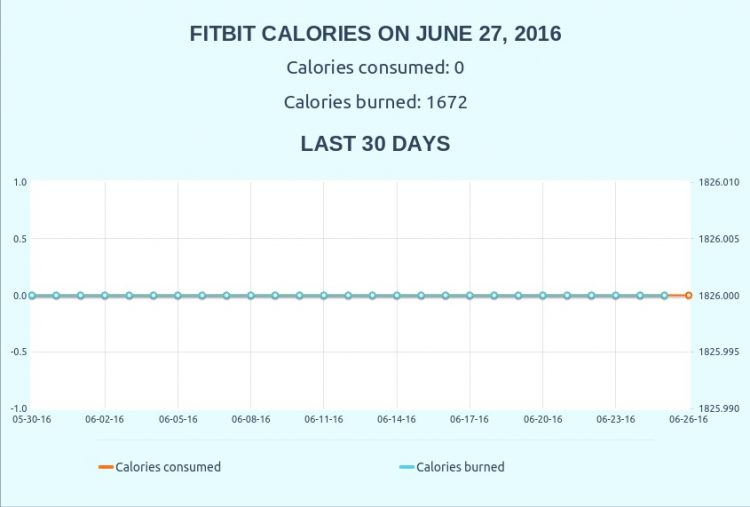 FITBIT CALORIES ON JUNE 27, 2016
Calories consumed: 0
Calories burned: 1672
LAST 30 DAYS
1.0
1826.010
0.5
1826.005
0.0
1826.000
-0.5
1825.995
-1.0
1825.990
05-30-16 06-02-16 06-05-16 06-08-16 06-11-16 06-14-16 06-17-16 06-20-16 06-23-16 06-26-16
Calories consumed Calories burned